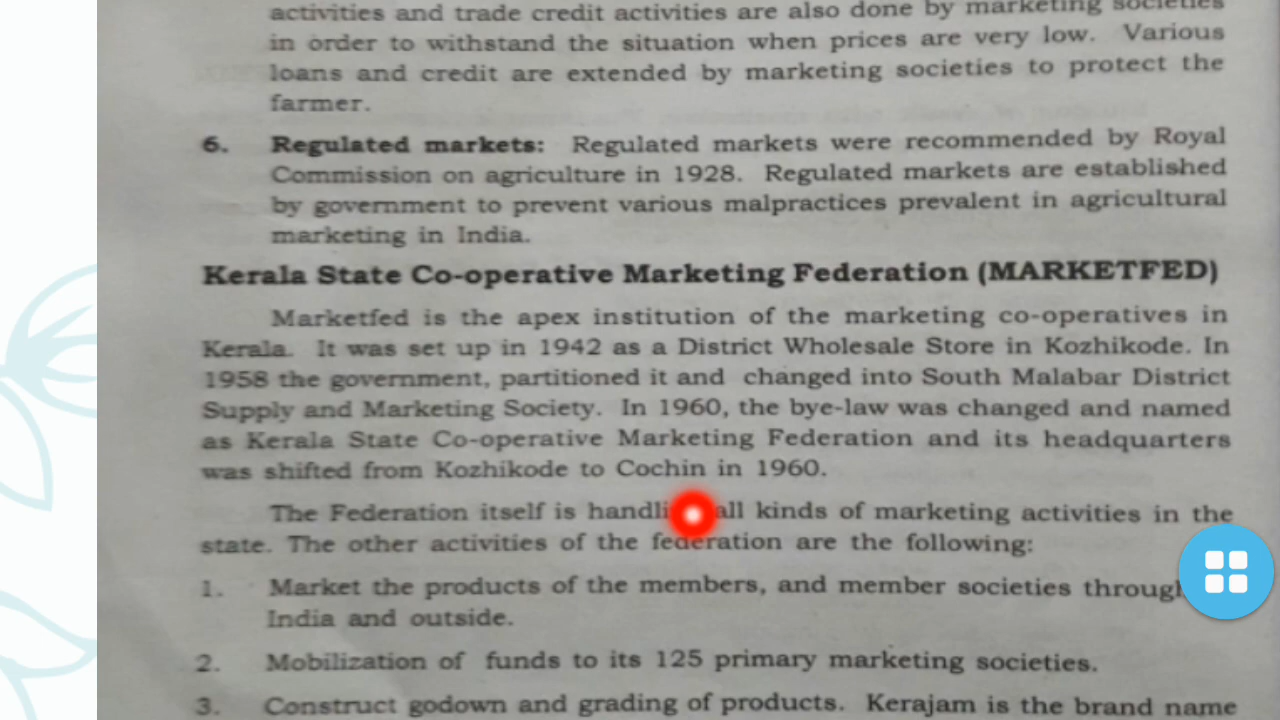 activities and trade credit activities are also done by marketing societies
in order to withstand the situation when prices are very low. Various
loans and credit are extended by marketing societies to protect the
farmer.
6. Regulated markets: Regulated markets were recommended by Royal
Commission on agriculture in 1928. Regulated markets are established
by government to prevent various malpractices prevalent in agricultural
marketing in India.
Kerala State Co-operative Marketing Federation (MARKETFED)
Marketfed is the apex institution of the marketing co-operatives in
Kerala. It was set up in 1942 as a District Wholesale Store in Kozhikode. In
1958 the government, partitioned it and changed into South Malabar District
Supply and Marketing Society. In 1960, the bye-law was changed and named
as Kerala State Co-operative Marketing Federation and its headquarters
was shifted from Kozhikode to Cochin in 1960.
The Federation itself is all kinds of marketing activities in the
state. The other activities of the federation are the following:
1. Market the products of the members, and member societies
India and outside.
2. Mobilization of funds to its 125 primary marketing societies.
3. Construct godown and grading of products. Kerajam is the brand name